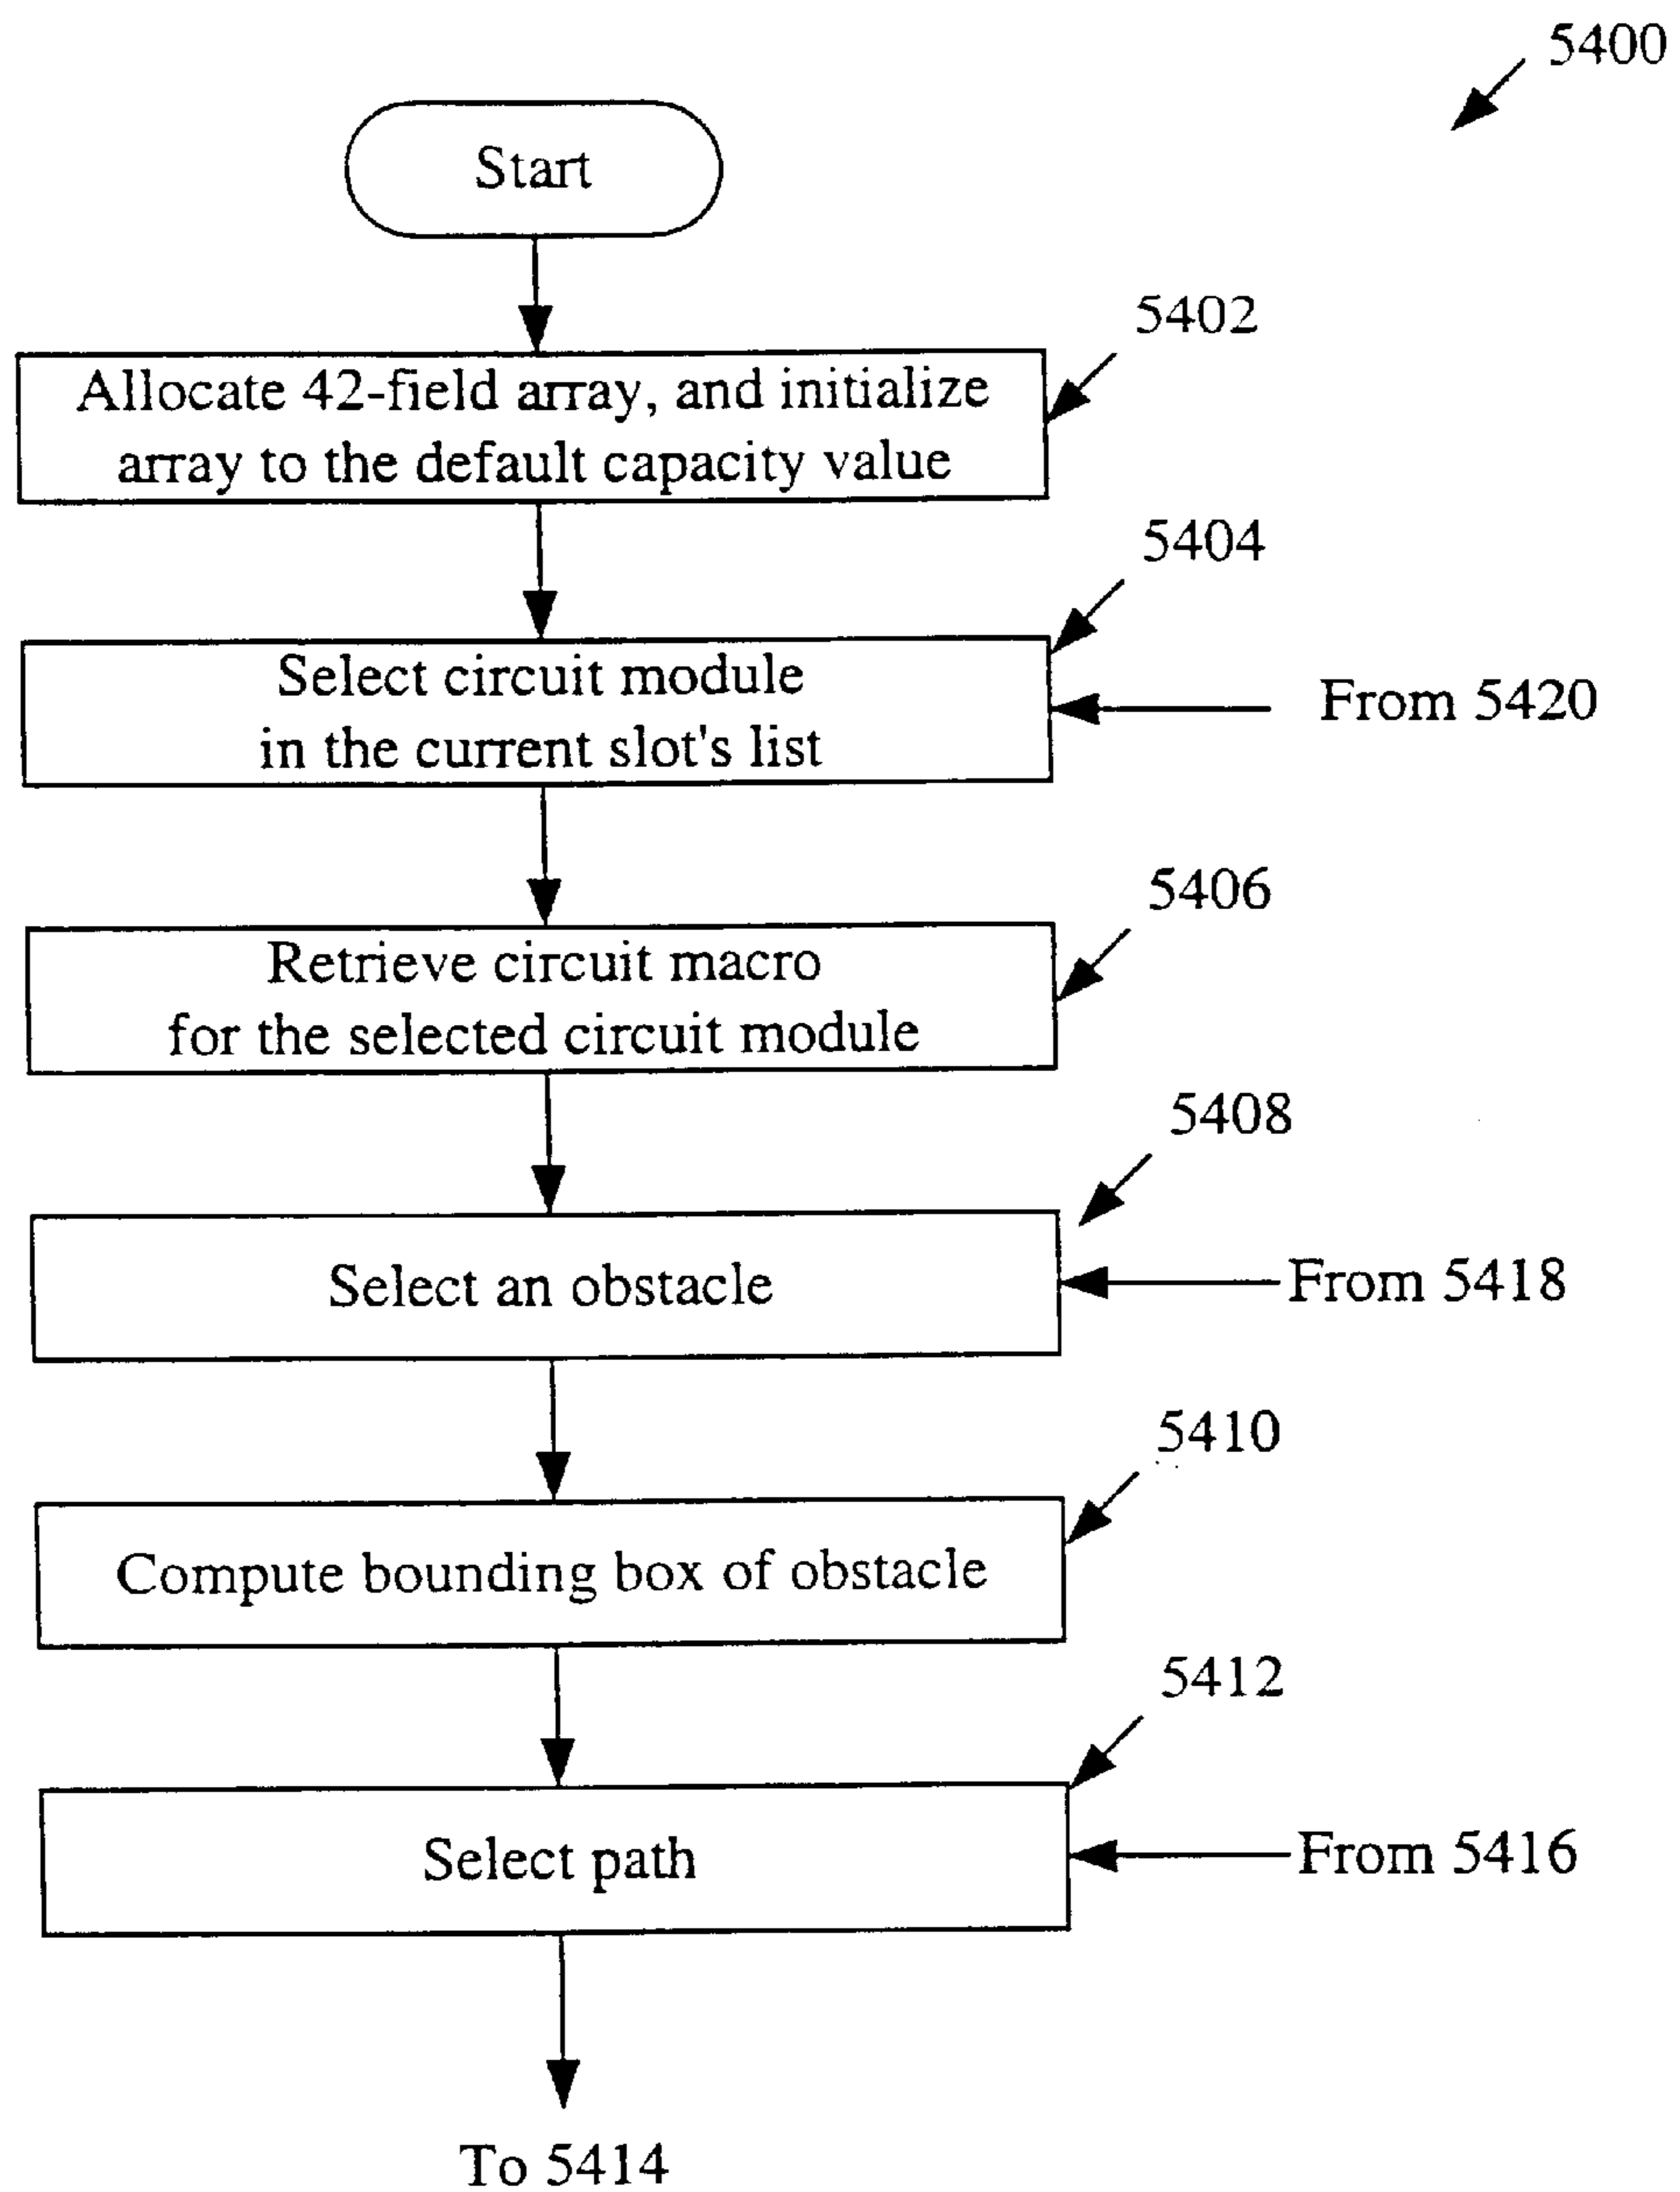 5400
Start
5402
Allocate 42-field array, and initialize
array to the default capacity value
5404
Select circuit module
in the current slot's list
From 5420
5406
Retrieve circuit macro
for the selected circuit module
5408
Select an obstacle
From 5418
5410
Compute bounding box of obstacle
5412
Select path
From 5416
To 5414